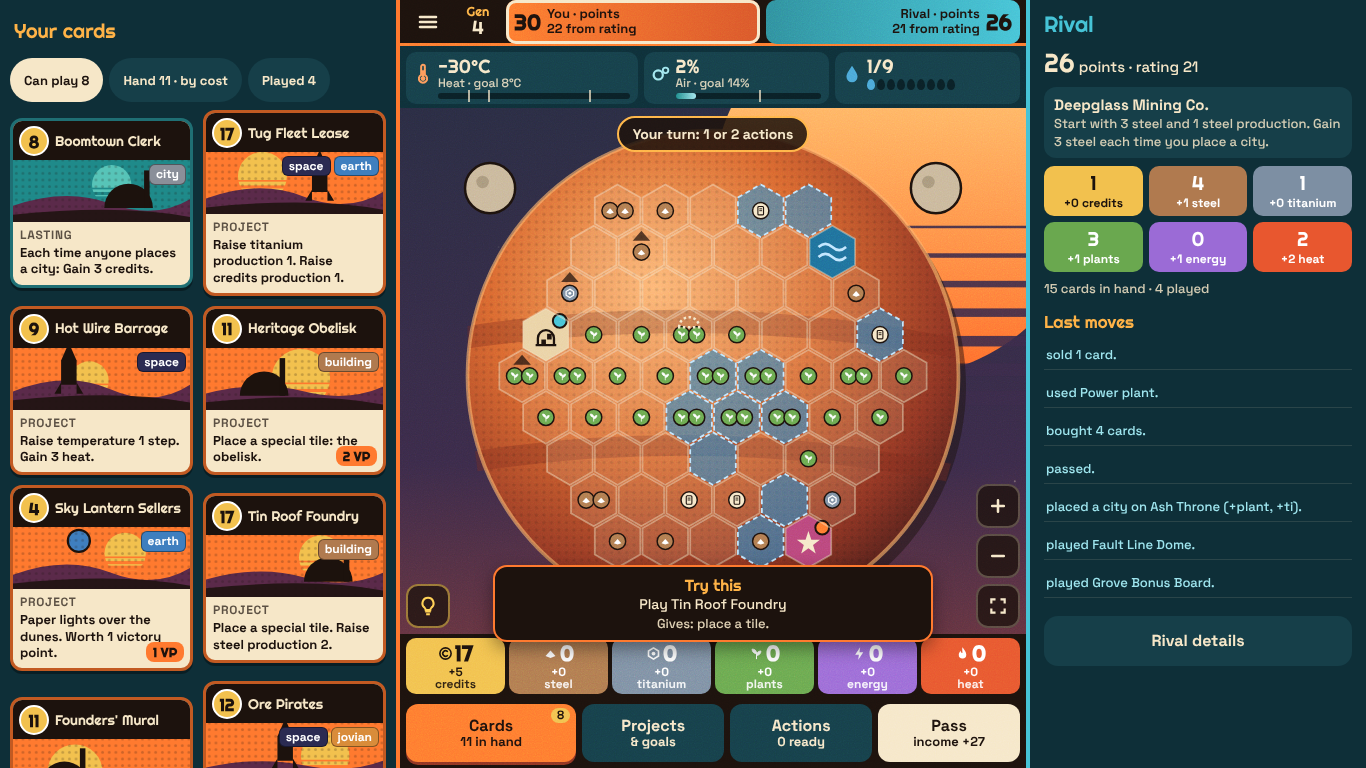 Your cards
Can play 8
Hand 11 · by cost
Played 4
8 Boomtown Clerk
city
LASTING
Each time anyone places
a city: Gain 3 credits.
17 Tug Fleet Lease
space earth
PROJECT
Raise titanium
production 1. Raise
credits production 1.
9 Hot Wire Barrage
space
PROJECT
Raise temperature 1 step.
Gain 3 heat.
11 Heritage Obelisk
building
PROJECT
Place a special tile: the
obelisk.
2 VP
4 Sky Lantern Sellers
earth
PROJECT
Paper lights over the
dunes. Worth 1 victory
point.
1 VP
17 Tin Roof Foundry
building
PROJECT
Place a special tile. Raise
steel production 2.
11 Founders' Mural
12 Ore Pirates
space jovian
Gen
4
30 You · points
22 from rating
Rival · points
21 from rating
26
-30°C
Heat · goal 8°C
2%
Air · goal 14%
1/9
Your turn: 1 or 2 actions
+
−
Try this
Play Tin Roof Foundry
Gives: place a tile.
17
+5
credits
0
+0
steel
0
+0
titanium
0
+0
plants
0
+0
energy
0
+0
heat
Cards
11 in hand
8
Projects
& goals
Actions
0 ready
Pass
income +27
Rival
26 points · rating 21
Deepglass Mining Co.
Start with 3 steel and 1 steel production. Gain
3 steel each time you place a city.
1
+0 credits
4
+1 steel
1
+0 titanium
3
+1 plants
0
+1 energy
2
+2 heat
15 cards in hand · 4 played
Last moves
sold 1 card.
used Power plant.
bought 4 cards.
passed.
placed a city on Ash Throne (+plant, +ti).
played Fault Line Dome.
played Grove Bonus Board.
Rival details